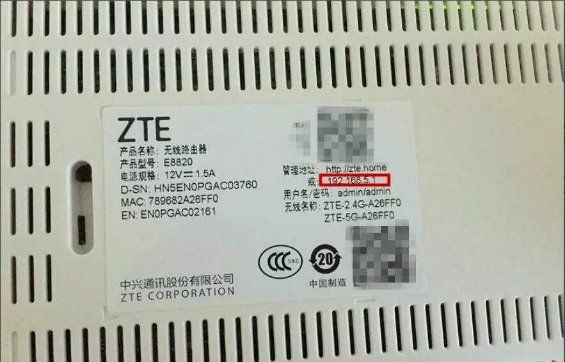 ZTE
产品名称: 无线路由器
产品型号: E8820
电源规格: 12V⎓1.5A
D-SN: HN5EN0PGAC03760
MAC: 789682A26FF0
EN: EN0PGAC02161
管理地址: http://zte.home
或: 192.168.5.1
用户名/密码: admin/admin
无线名称: ZTE-2.4G-A26FF0
ZTE-5G-A26FF0
中兴通讯股份有限公司
ZTE CORPORATION
CCC S&E
20
中国制造